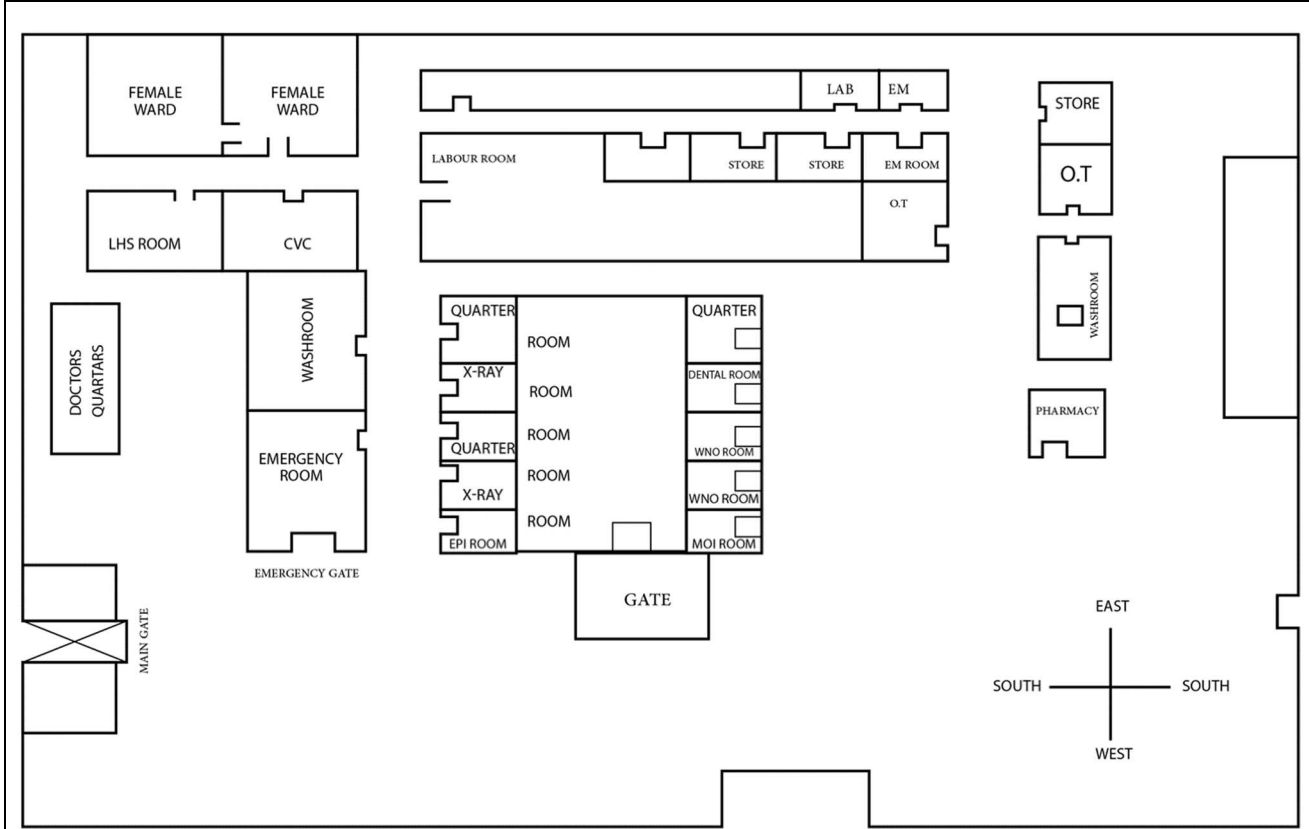 FEMALE
WARD
FEMALE
WARD
LAB
EM
STORE
LABOUR ROOM
STORE
STORE
EM ROOM
O.T
O.T
LHS ROOM
CVC
WASHROOM
WASHROOM
DOCTORS
QUARTARS
QUARTER
ROOM
QUARTER
X-RAY
ROOM
DENTAL ROOM
PHARMACY
QUARTER
ROOM
WNO ROOM
EMERGENCY
ROOM
X-RAY
ROOM
WNO ROOM
EPI ROOM
ROOM
MOI ROOM
EMERGENCY GATE
GATE
MAIN GATE
EAST
SOUTH
SOUTH
WEST